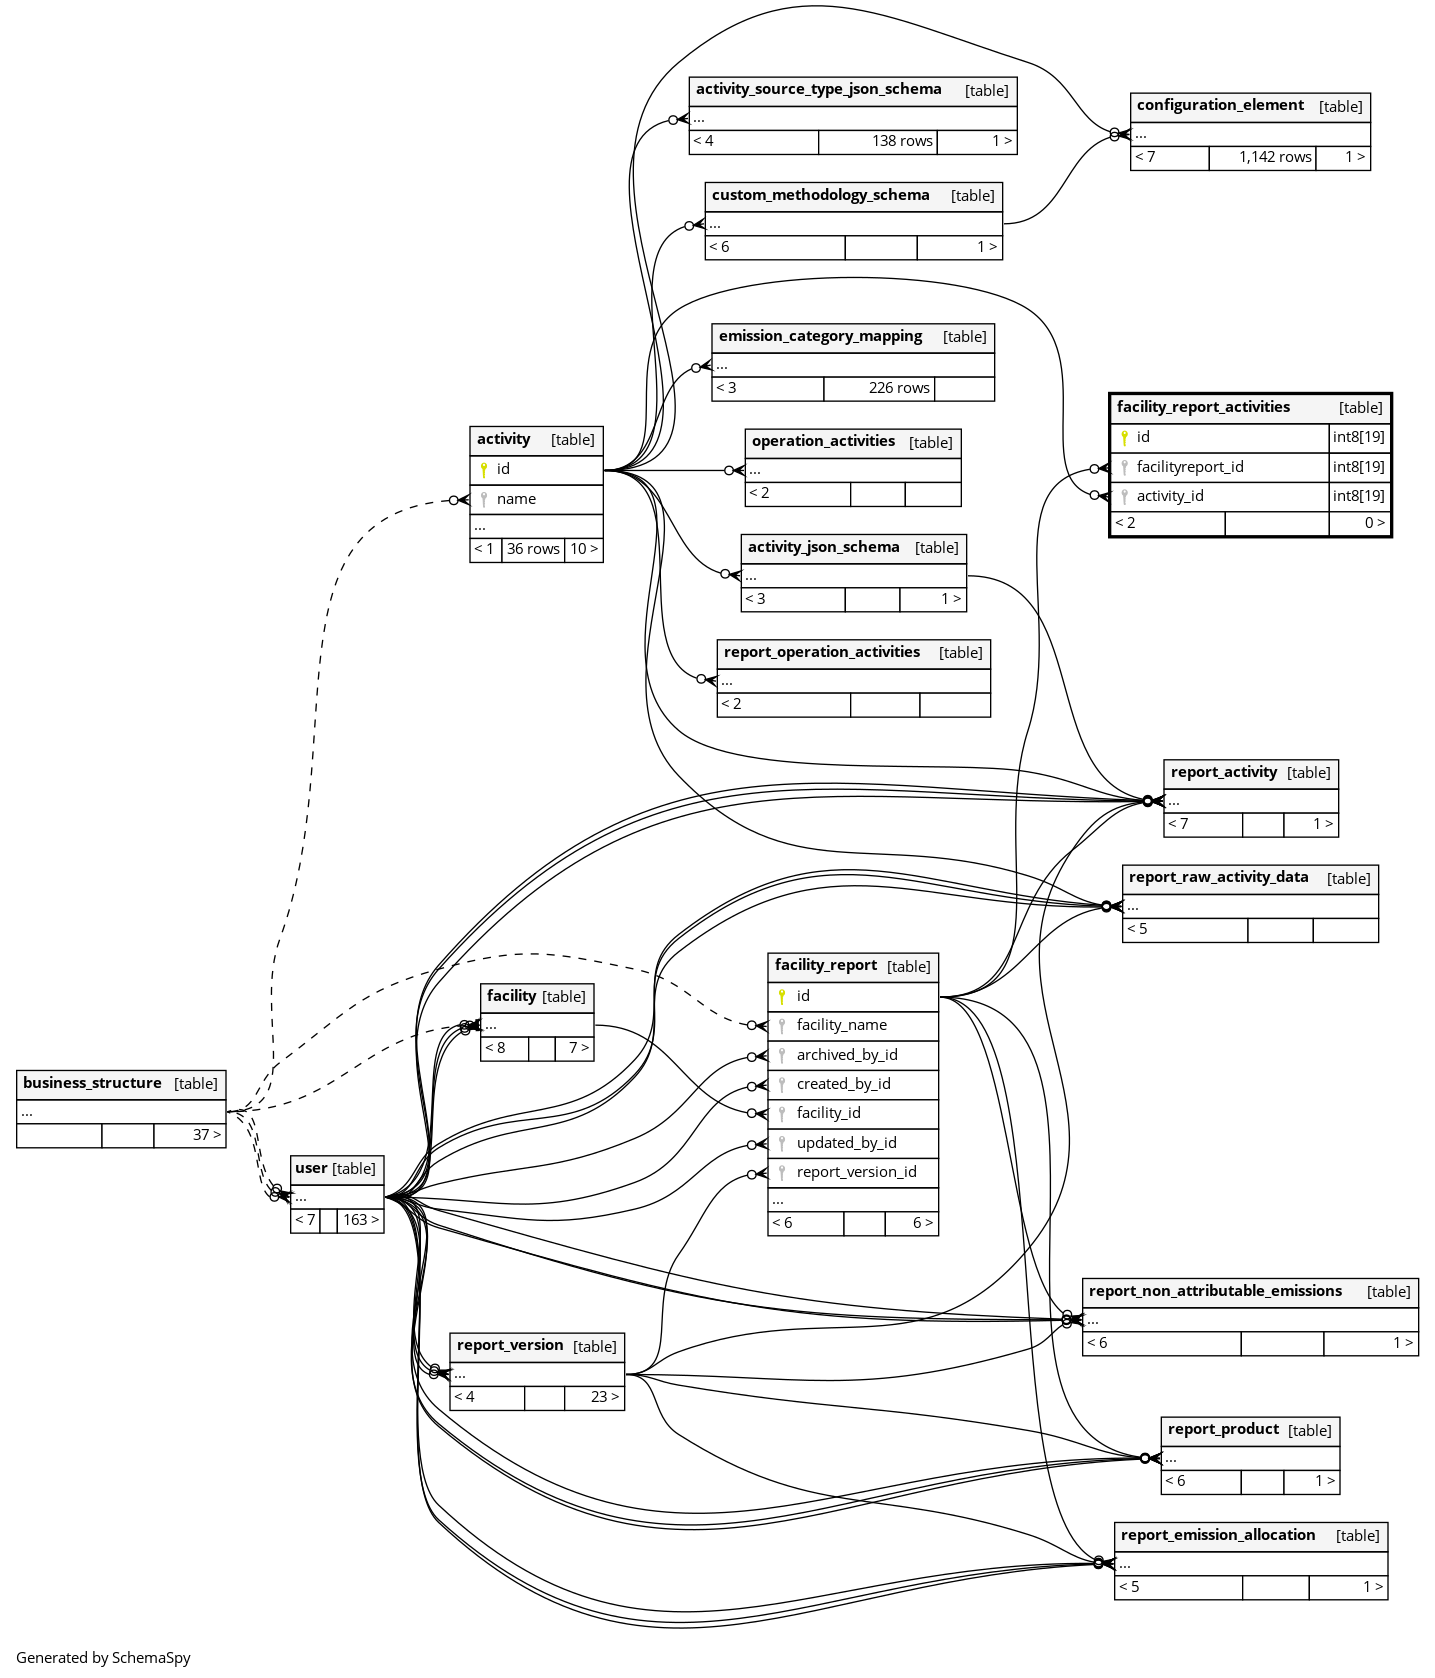 activity_source_type_json_schema [table]
...
< 4 138 rows 1 >
configuration_element [table]
...
< 7 1,142 rows 1 >
custom_methodology_schema [table]
...
< 6 1 >
emission_category_mapping [table]
...
< 3 226 rows
facility_report_activities [table]
id int8[19]
facilityreport_id int8[19]
activity_id int8[19]
< 2 0 >
activity [table]
id
name
...
< 1 36 rows 10 >
operation_activities [table]
...
< 2
activity_json_schema [table]
...
< 3 1 >
report_operation_activities [table]
...
< 2
report_activity [table]
...
< 7 1 >
report_raw_activity_data [table]
...
< 5
facility_report [table]
id
facility_name
archived_by_id
created_by_id
facility_id
updated_by_id
report_version_id
...
< 6 6 >
facility [table]
...
< 8 7 >
business_structure [table]
...
37 >
user [table]
...
< 7 163 >
report_non_attributable_emissions [table]
...
< 6 1 >
report_version [table]
...
< 4 23 >
report_product [table]
...
< 6 1 >
report_emission_allocation [table]
...
< 5 1 >
Generated by SchemaSpy